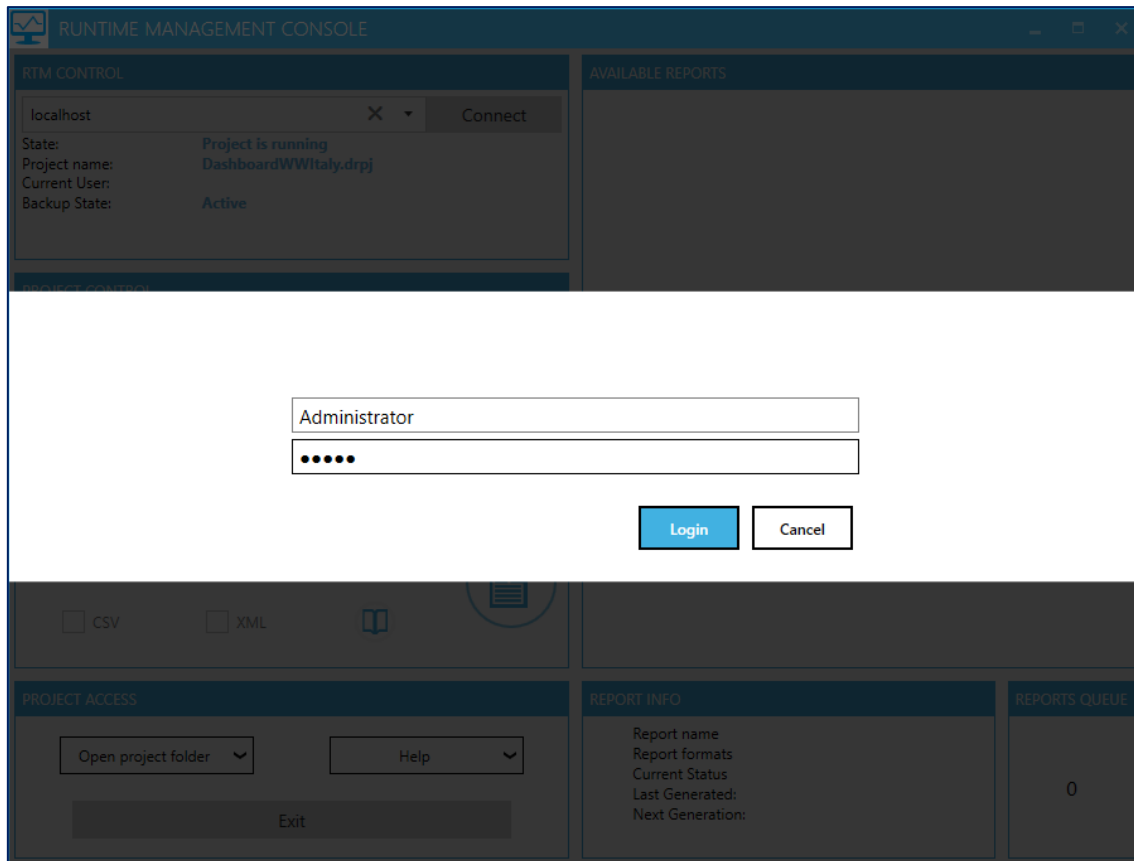 RUNTIME MANAGEMENT CONSOLE
RTM CONTROL
localhost
Connect
State: Project is running
Project name: DashboardWWItaly.drpj
Current User:
Backup State: Active
PROJECT CONTROL
AVAILABLE REPORTS
Administrator
•••••
Login
Cancel
CSV
XML
PROJECT ACCESS
Open project folder
Help
Exit
REPORT INFO
Report name
Report formats
Current Status
Last Generated:
Next Generation:
REPORTS QUEUE
0